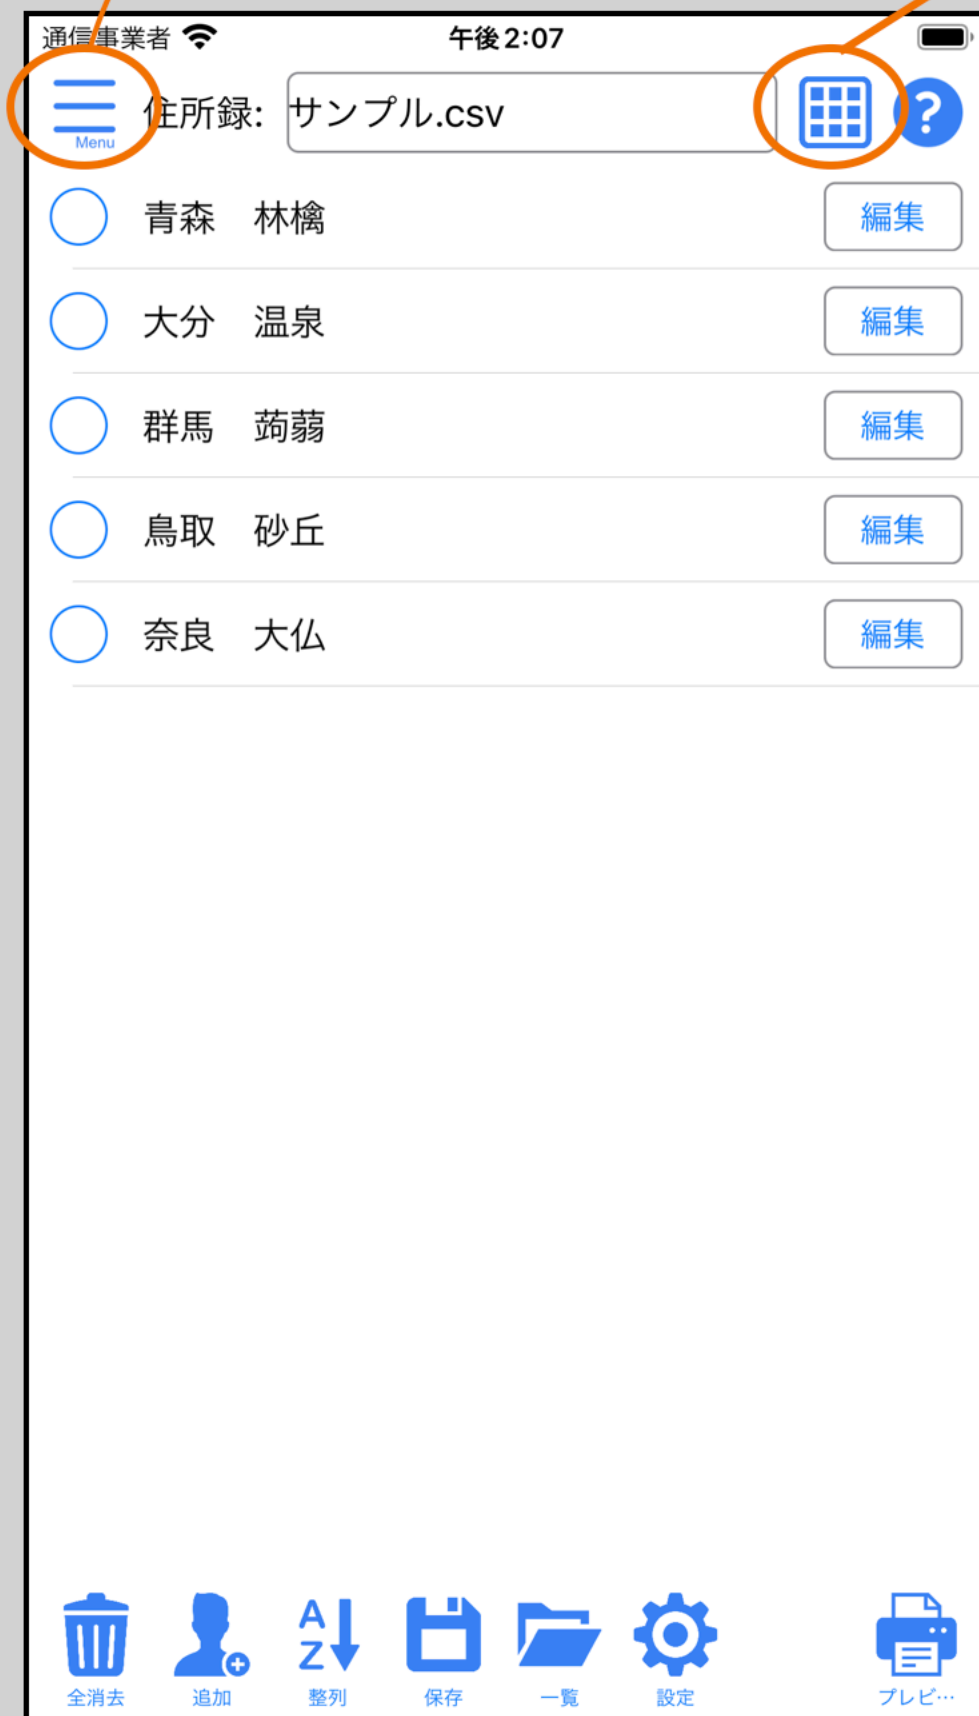 通信事業者 午後2:07
Menu 住所録: サンプル.csv ?
青森　林檎 編集
大分　温泉 編集
群馬　蒟蒻 編集
鳥取　砂丘 編集
奈良　大仏 編集
A
Z
全消去 追加 整列 保存 一覧 設定 プレビ…